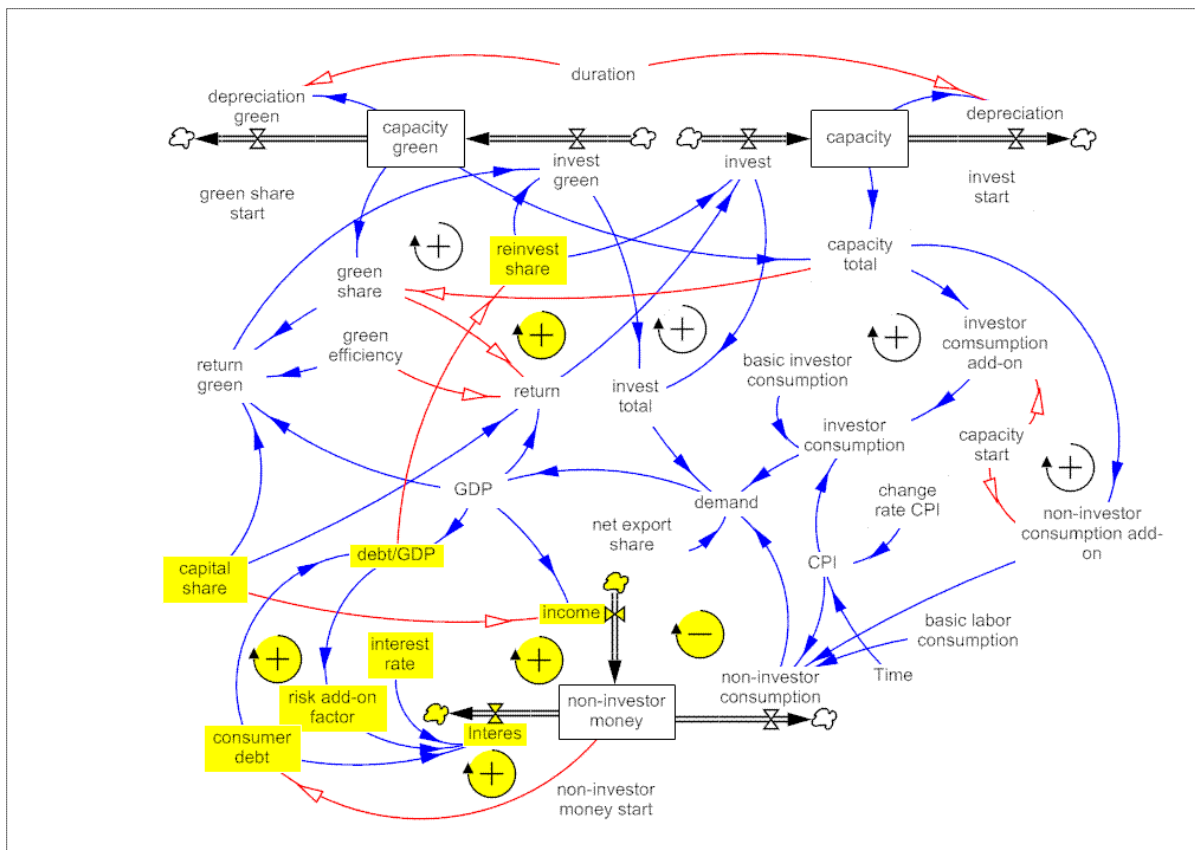 duration
depreciation
green
depreciation
capacity
green
capacity
invest
green
invest
green share
start
invest
start
reinvest
share
capacity
total
green
share
green
efficiency
return
green
return
invest
total
basic investor
consumption
investor
comsumption
add-on
investor
consumption
capacity
start
GDP
demand
change
rate CPI
non-investor
consumption add-
on
net export
share
debt/GDP
capital
share
CPI
income
basic labor
consumption
interest
rate
non-investor
consumption
Time
risk add-on
factor
non-investor
money
consumer
debt
Interes
non-investor
money start